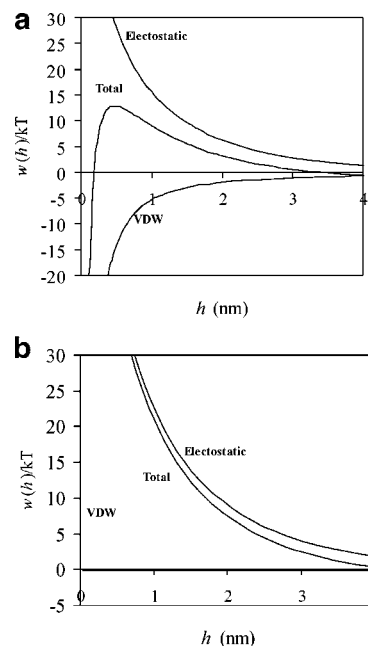 a
30
25
20
15
10
5
0
-5
-10
-15
-20
w(h)/kT
Electostatic
Total
VDW
0 1 2 3 4
h (nm)
b
30
25
20
15
10
5
0
-5
w(h)/kT
Electostatic
Total
VDW
0 1 2 3
h (nm)